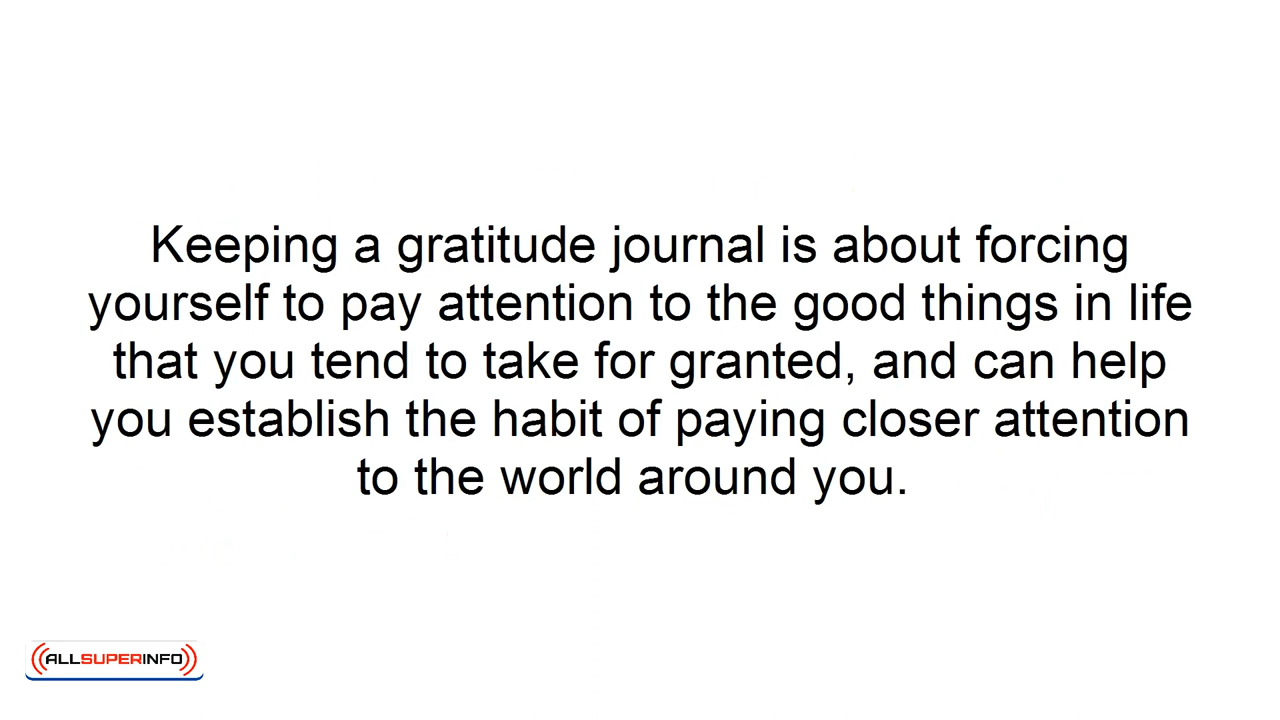 Keeping a gratitude journal is about forcing
yourself to pay attention to the good things in life
that you tend to take for granted, and can help
you establish the habit of paying closer attention
to the world around you.
ALLSUPERINFO